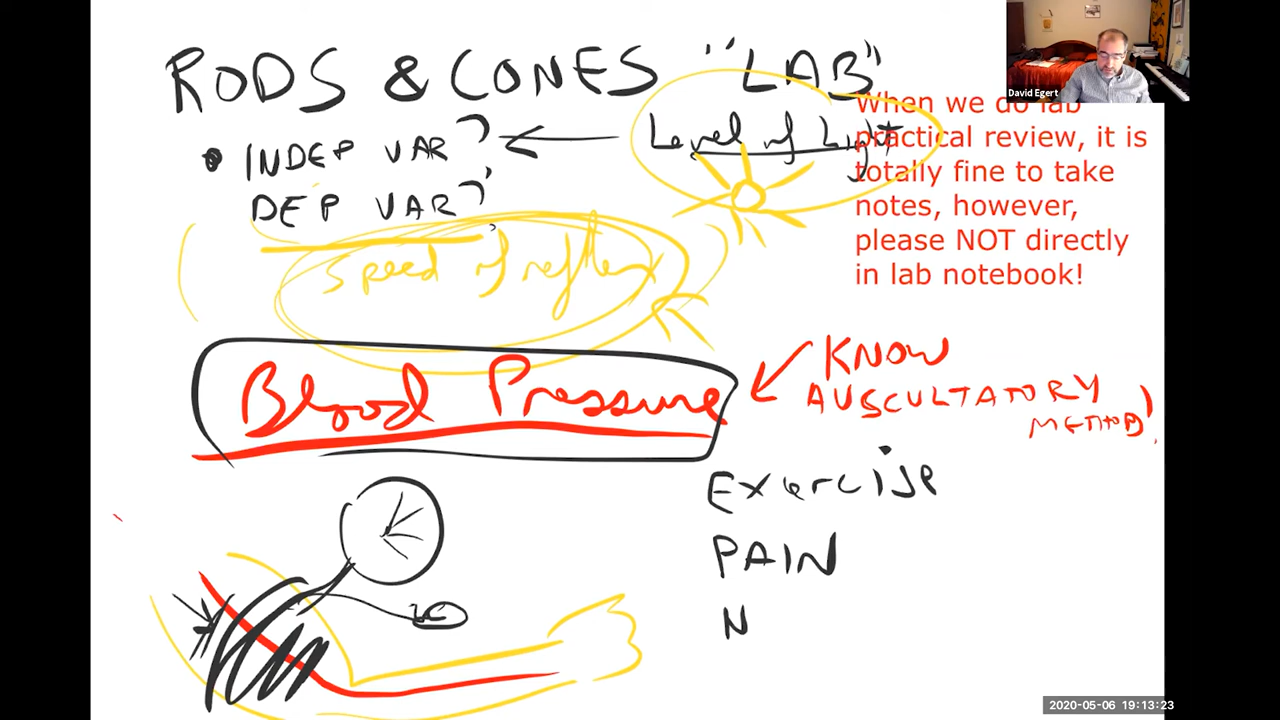 RODS & CONES "LAB"
David Egert
When we do lab
practical review, it is
totally fine to take
notes, however,
please NOT directly
in lab notebook!
Level of Light
• INDEP VAR?
DEP VAR?
Speed of reflex
Blood Pressure
KNOW
AUSCULTATORY
METHOD!
Exercise
PAIN
N
2020-05-06 19:13:23